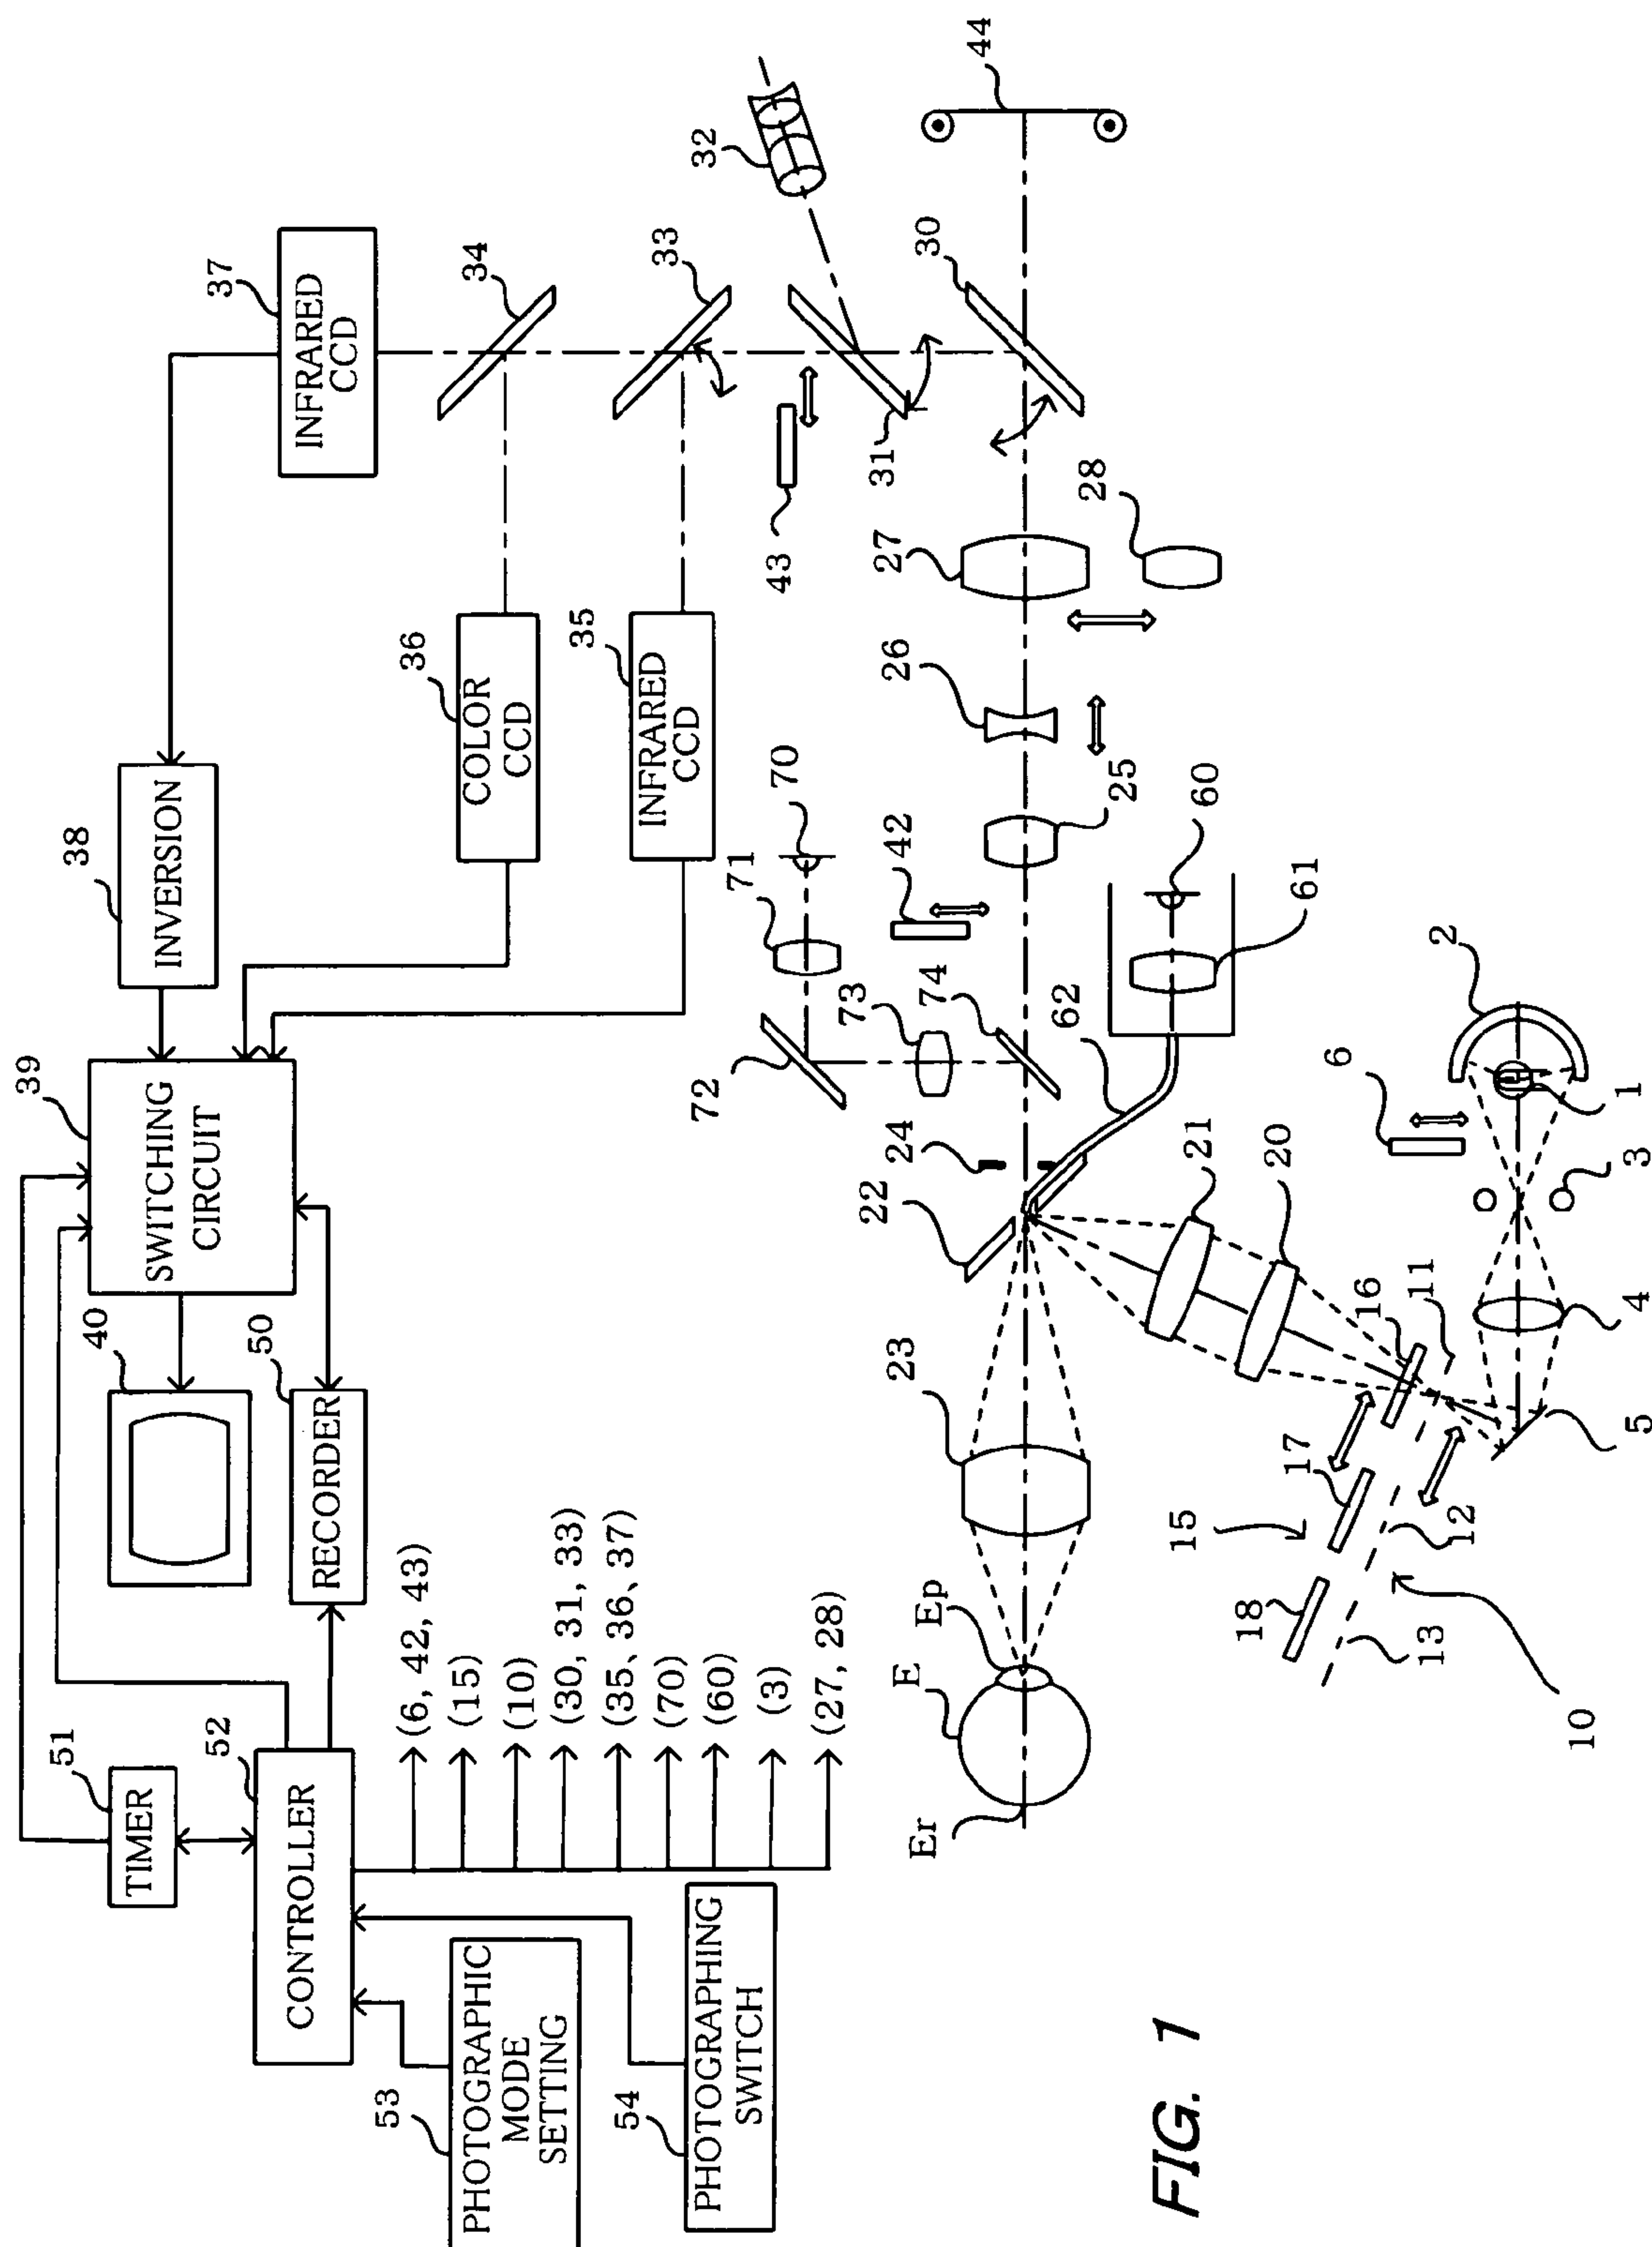 51
TIMER
39
SWITCHING
CIRCUIT
38
INVERSION
37
INFRARED
CCD
40
52
CONTROLLER
50
RECORDER
36
COLOR
CCD
34
35
INFRARED
CCD
33
53
PHOTOGRAPHIC
MODE
SETTING
54
PHOTOGRAPHING
SWITCH
(6, 42, 43)
(15)
(10)
(30, 31, 33)
(35、36、37)
(70)
(60)
(3)
(27, 28)
32
43
31
30
44
72
71
70
73
74
42
Er
E
Ep
23
22
24
62
25
26
27
28
60
61
21
20
15
17
16
11
18
13
12
10
6
2
5
4
3
1
FIG. 1